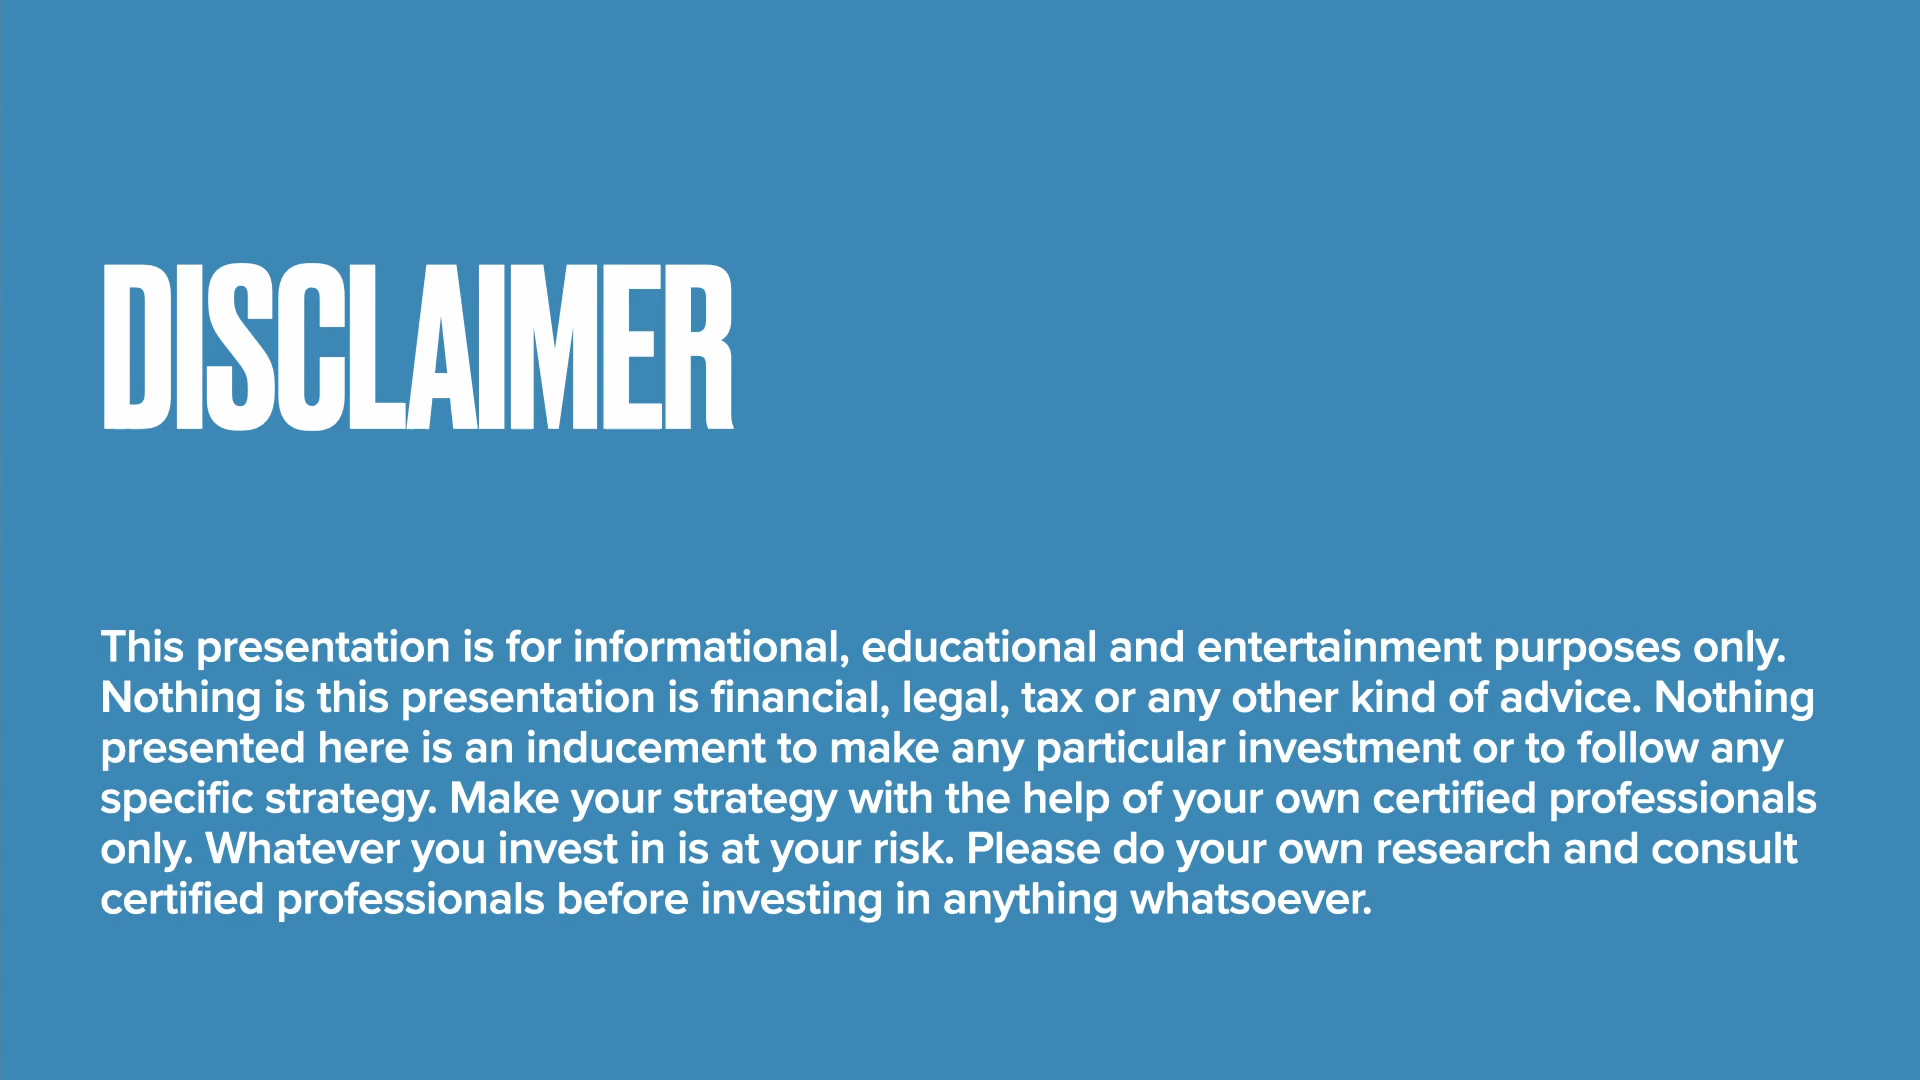 DISCLAIMER
This presentation is for informational, educational and entertainment purposes only.
Nothing is this presentation is financial, legal, tax or any other kind of advice. Nothing
presented here is an inducement to make any particular investment or to follow any
specific strategy. Make your strategy with the help of your own certified professionals
only. Whatever you invest in is at your risk. Please do your own research and consult
certified professionals before investing in anything whatsoever.